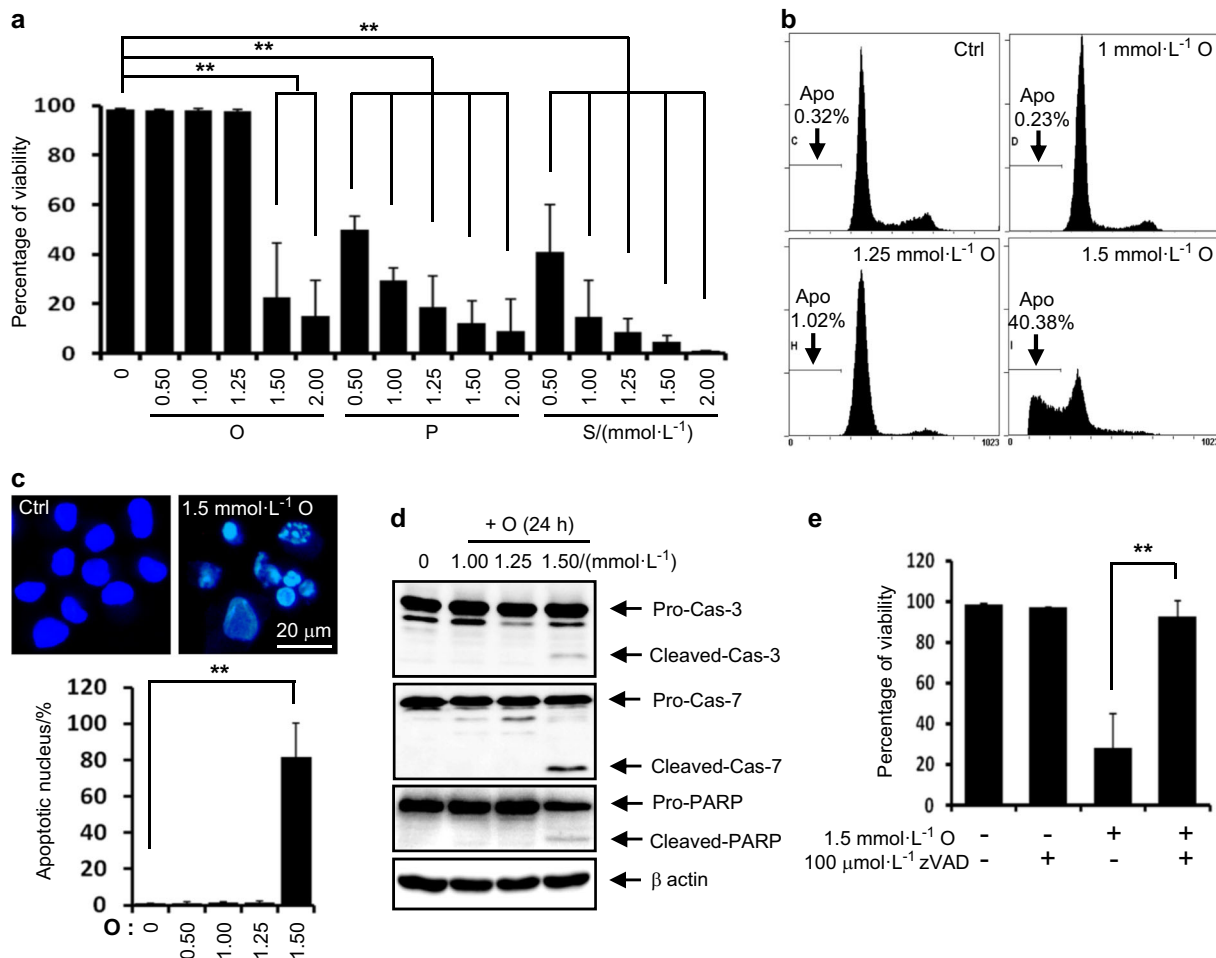 a
**
**
**
Percentage of viability
100
80
60
40
20
0
0
0.50
1.00
1.25
1.50
2.00
0.50
1.00
1.25
1.50
2.00
0.50
1.00
1.25
1.50
2.00
O
P
S/(mmol·L⁻¹)
b
Ctrl
Apo
0.32%
C
1 mmol·L⁻¹ O
Apo
0.23%
D
1.25 mmol·L⁻¹ O
Apo
1.02%
H
0
1023
1.5 mmol·L⁻¹ O
Apo
40.38%
I
0
1023
c
Ctrl
1.5 mmol·L⁻¹ O
20 μm
**
Apoptotic nucleus/%
120
100
80
60
40
20
0
O :
0
0.50
1.00
1.25
1.50
d
+ O (24 h)
0 1.00 1.25 1.50/(mmol·L⁻¹)
Pro-Cas-3
Cleaved-Cas-3
Pro-Cas-7
Cleaved-Cas-7
Pro-PARP
Cleaved-PARP
β actin
e
**
Percentage of viability
120
100
80
60
40
20
0
1.5 mmol·L⁻¹ O - - + +
100 μmol·L⁻¹ zVAD - + - +